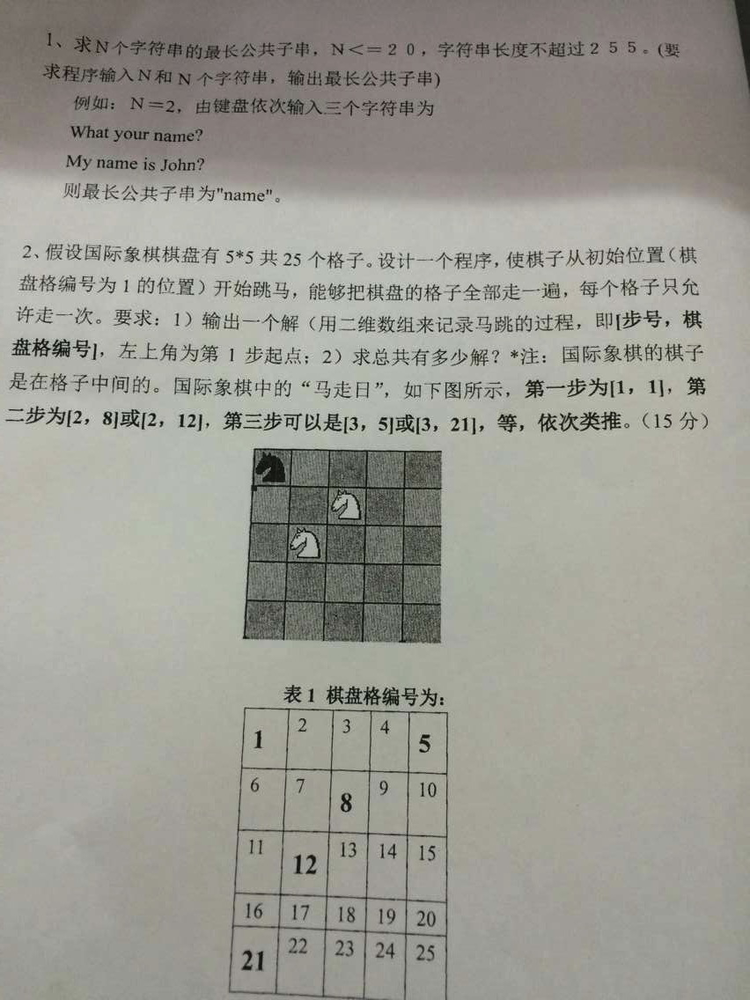 1、求N个字符串的最长公共子串，N<=２０，字符串长度不超过２５５。(要
求程序输入N和N个字符串，输出最长公共子串)
例如：N=2，由键盘依次输入三个字符串为
What your name?
My name is John?
则最长公共子串为"name"。
2、假设国际象棋棋盘有 5*5 共 25 个格子。设计一个程序，使棋子从初始位置（棋
盘格编号为 1 的位置）开始跳马，能够把棋盘的格子全部走一遍，每个格子只允
许走一次。要求：1）输出一个解（用二维数组来记录马跳的过程，即[步号，棋
盘格编号]，左上角为第 1 步起点；2）求总共有多少解？*注：国际象棋的棋子
是在格子中间的。国际象棋中的“马走日”，如下图所示，第一步为[1，1]，第
二步为[2，8]或[2，12]，第三步可以是[3，5]或[3，21]，等，依次类推。（15 分）
表 1 棋盘格编号为：
1 2 3 4 5
6 7 8 9 10
11 12 13 14 15
16 17 18 19 20
21 22 23 24 25